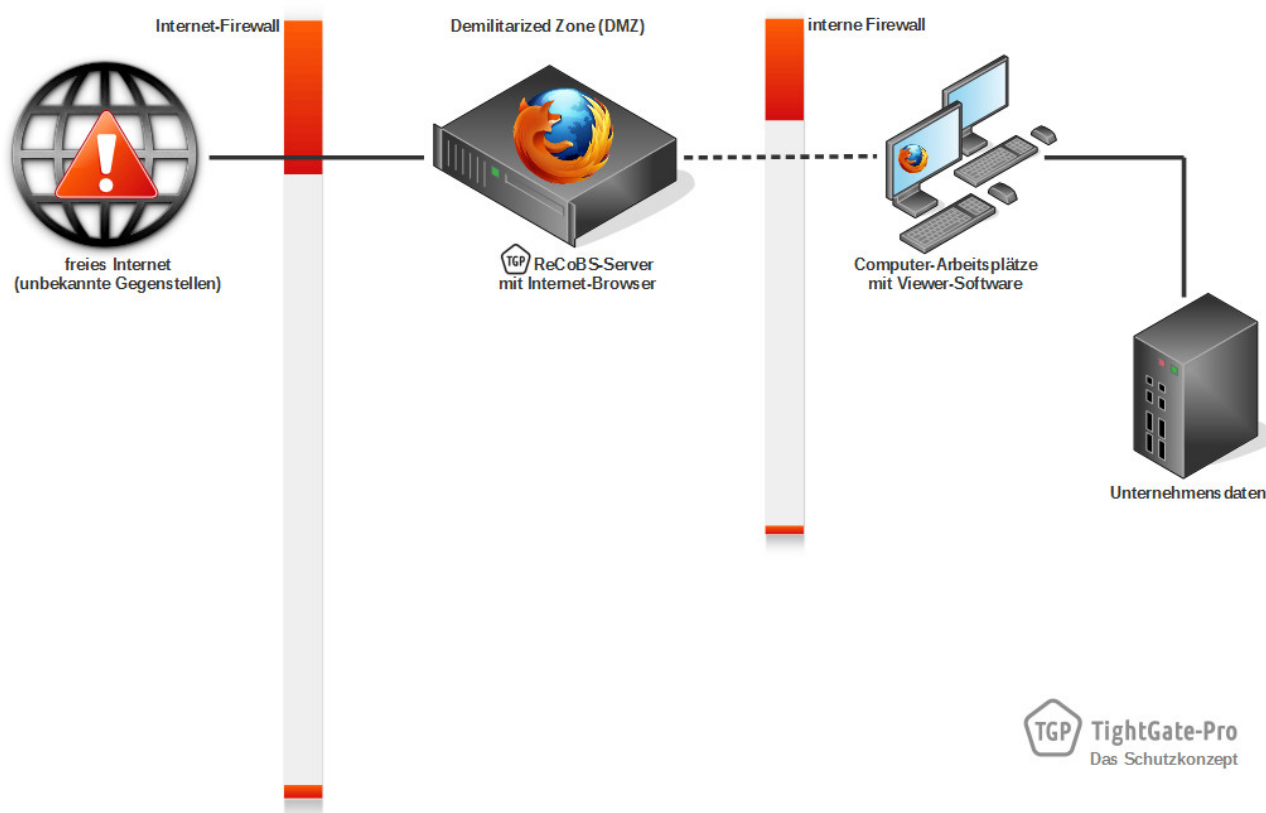 Internet-Firewall
Demilitarized Zone (DMZ)
interne Firewall
freies Internet
(unbekannte Gegenstellen)
TGP ReCoBS-Server
mit Internet-Browser
Computer-Arbeitsplätze
mit Viewer-Software
Unternehmensdaten
TGP TightGate-Pro
Das Schutzkonzept